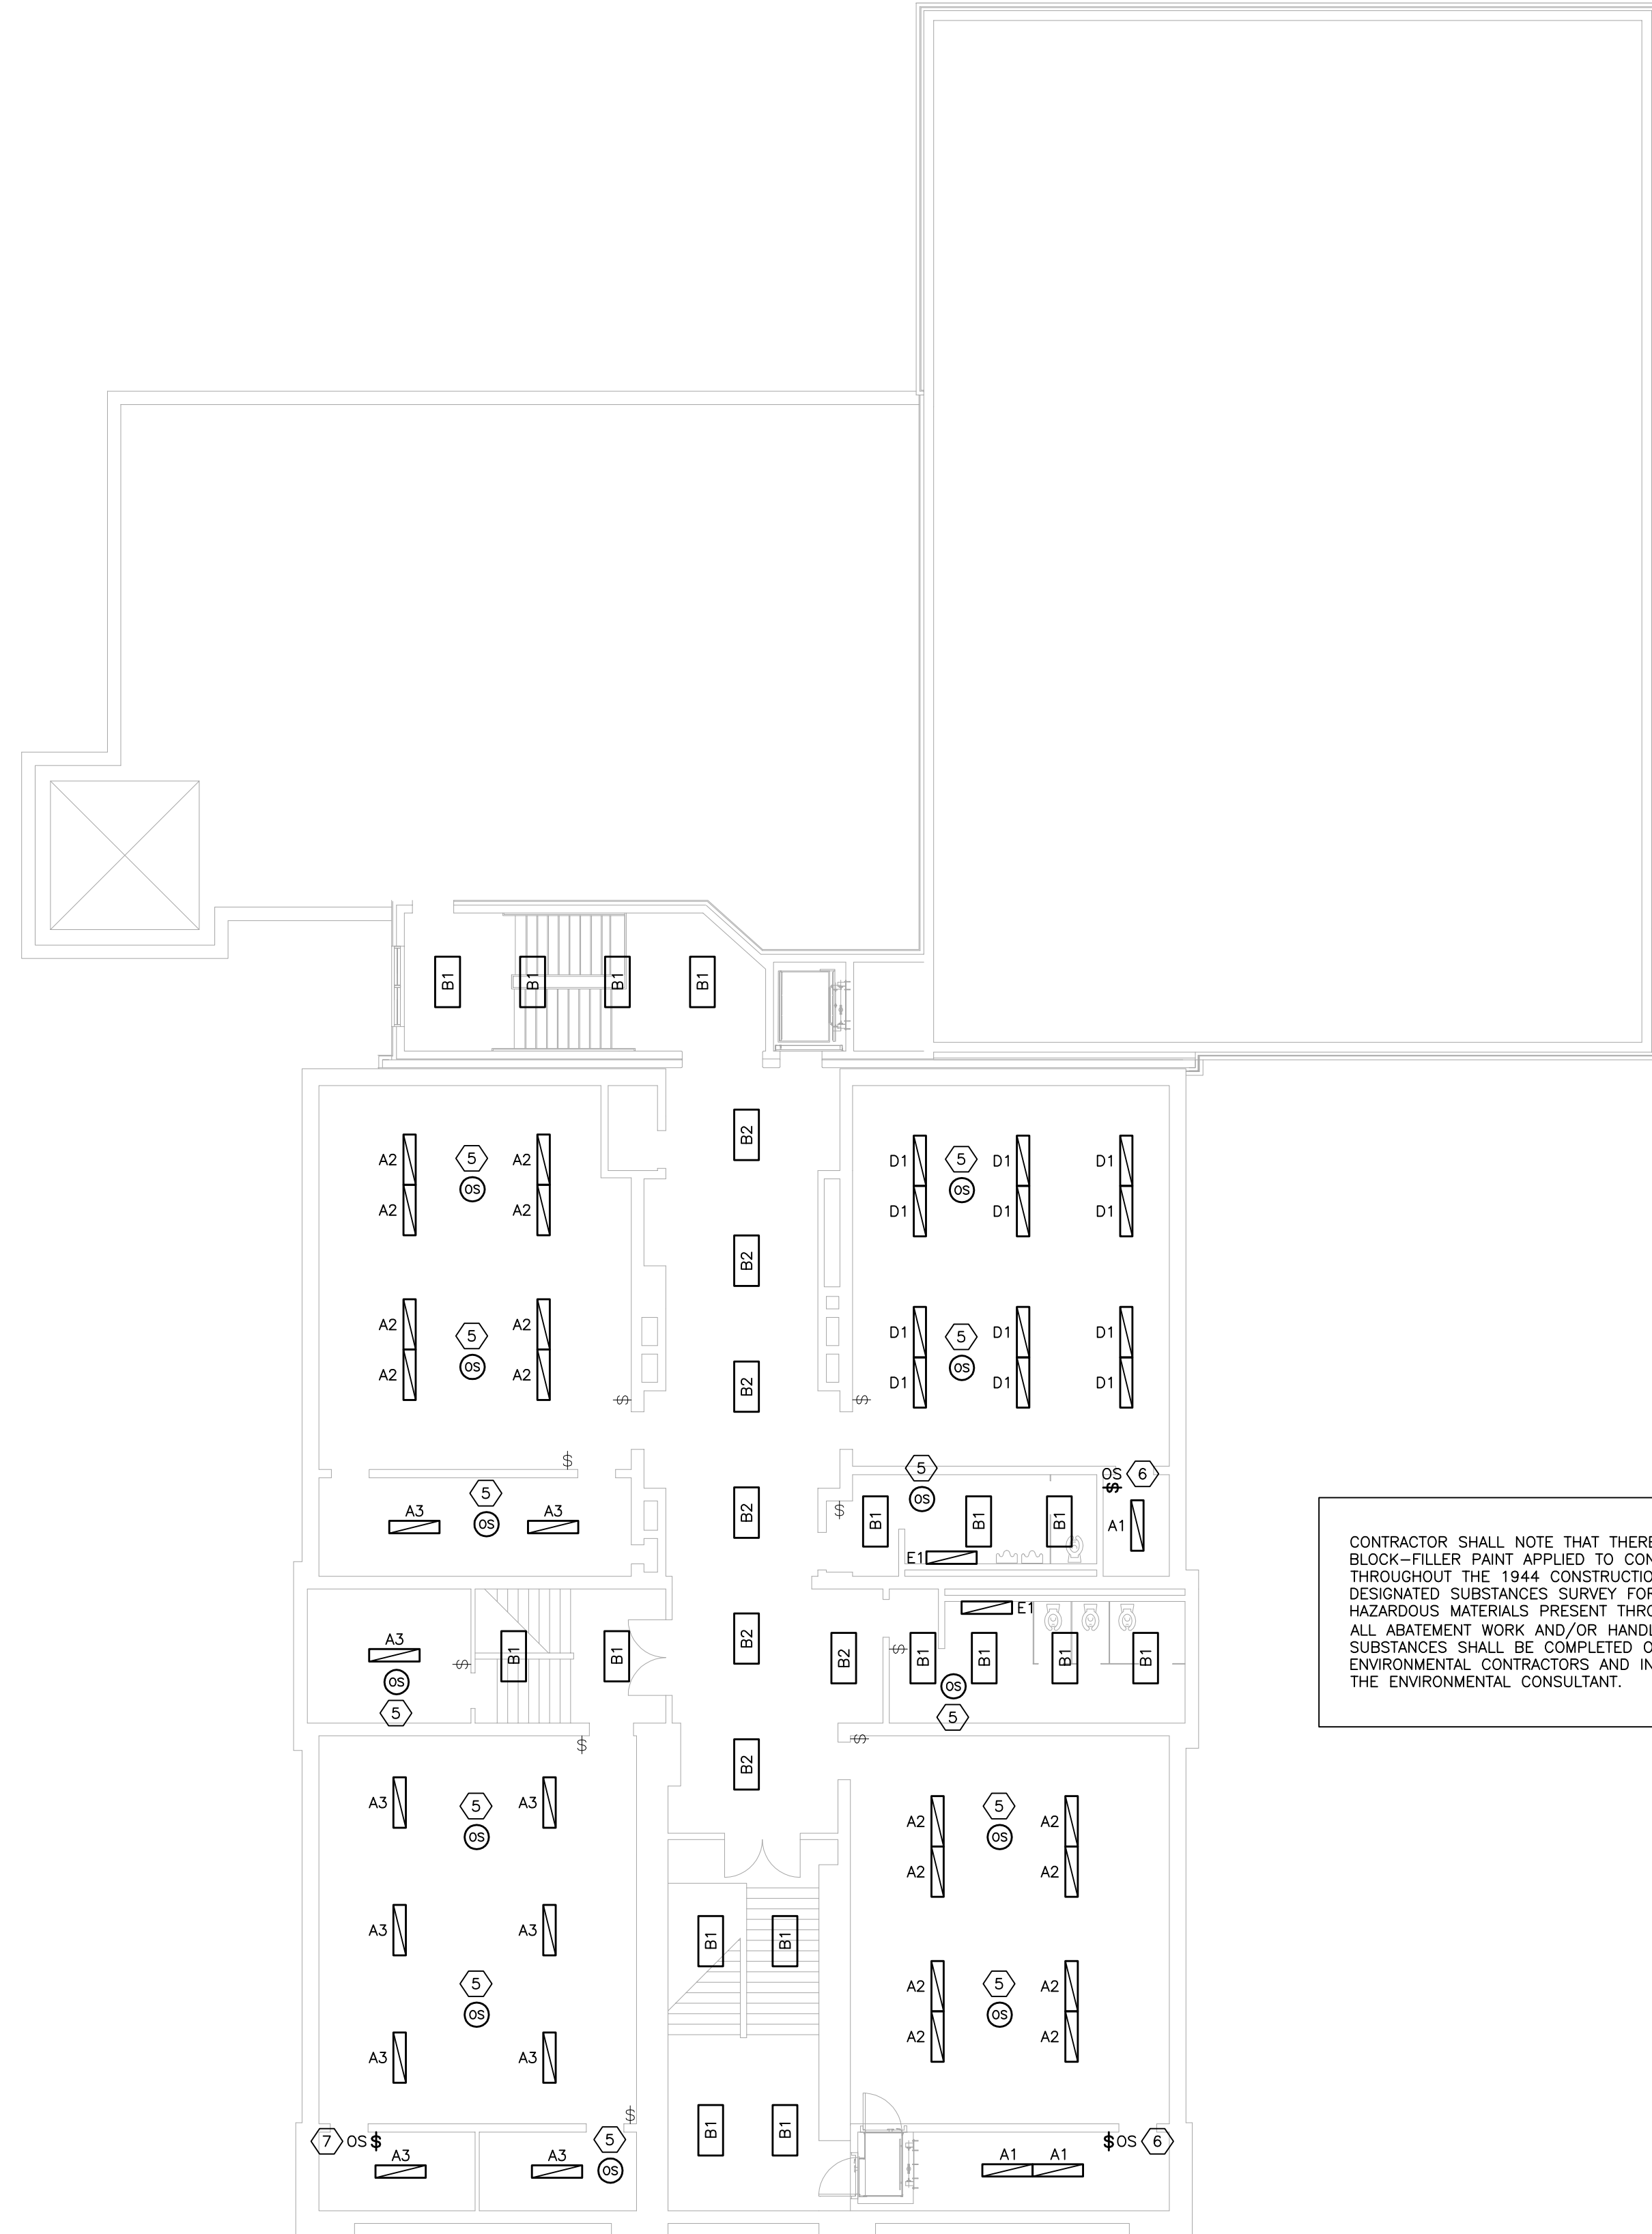 B1 B1 B1 B1
B2
A2 5 A2 D1 5 D1 D1
OS OS
A2 A2 D1 D1 D1
B2
A2 5 A2 D1 5 D1 D1
OS OS
A2 A2 D1 D1 D1
B2
$ $
$ 5 OS 6
5 OS $
A3 OS A3 B2 $ B1 B1 B1 A1
E1
E1
A3 $ B1 B1 B2 B2 $ B1 B1 B1 B1
OS OS
5 5
$ $
B2
A3 5 A3 A2 5 A2
OS OS
A2 A2
A3 A3 B1 B1
5 A2 5 A2
OS OS
A2 A2
A3 A3
$
7 OS $ 5 B1 B1 $ OS 6
A3 A3 OS A1 A1
CONTRACTOR SHALL NOTE THAT THERE
BLOCK-FILLER PAINT APPLIED TO CON
THROUGHOUT THE 1944 CONSTRUCTIO
DESIGNATED SUBSTANCES SURVEY FOR
HAZARDOUS MATERIALS PRESENT THRO
ALL ABATEMENT WORK AND/OR HANDL
SUBSTANCES SHALL BE COMPLETED O
ENVIRONMENTAL CONTRACTORS AND IN
THE ENVIRONMENTAL CONSULTANT.